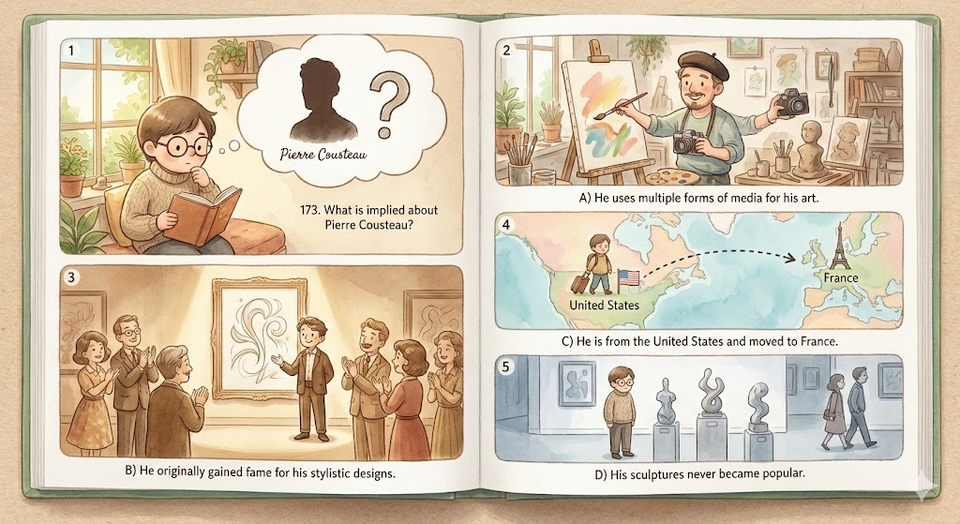 1
Pierre Cousteau
173. What is implied about
Pierre Cousteau?
2
A) He uses multiple forms of media for his art.
3
B) He originally gained fame for his stylistic designs.
4
United States
France
C) He is from the United States and moved to France.
5
D) His sculptures never became popular.